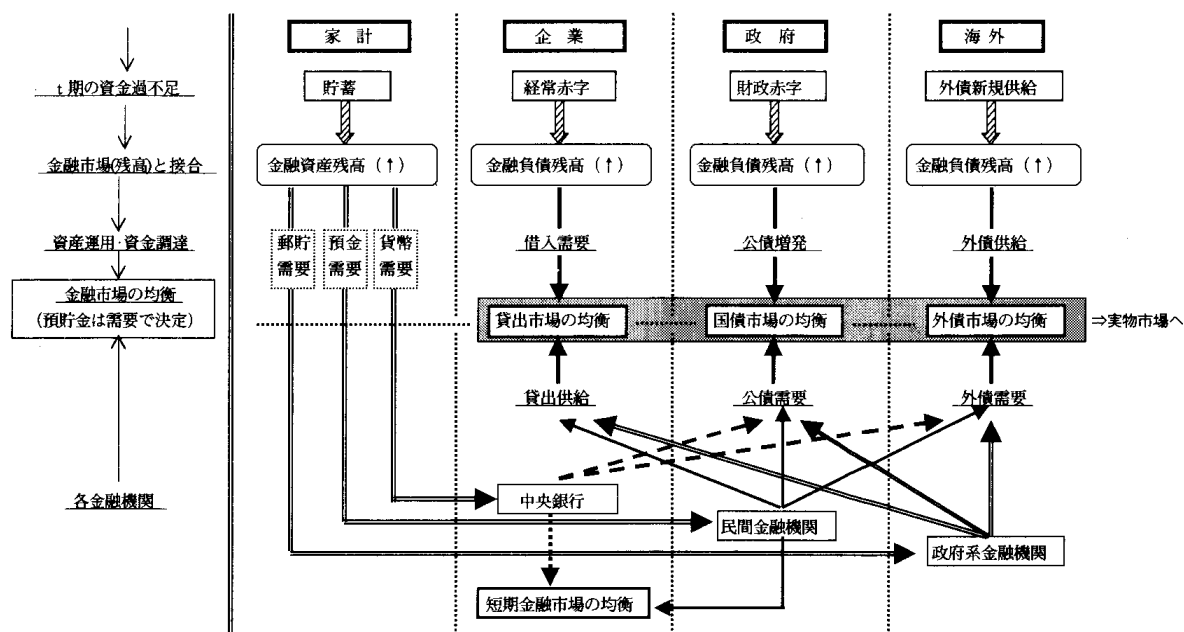 家 計
企 業
政 府
海 外
t 期の資金過不足
貯蓄
経常赤字
財政赤字
外債新規供給
金融市場(残高)と接合
金融資産残高（↑）
金融負債残高（↑）
金融負債残高（↑）
金融負債残高（↑）
資産運用・資金調達
郵貯
需要
預金
需要
貨幣
需要
借入需要
公債増発
外債供給
金融市場の均衡
(預貯金は需要で決定)
貸出市場の均衡
国債市場の均衡
外債市場の均衡
⇒実物市場へ
貸出供給
公債需要
外債需要
各金融機関
中央銀行
民間金融機関
政府系金融機関
短期金融市場の均衡